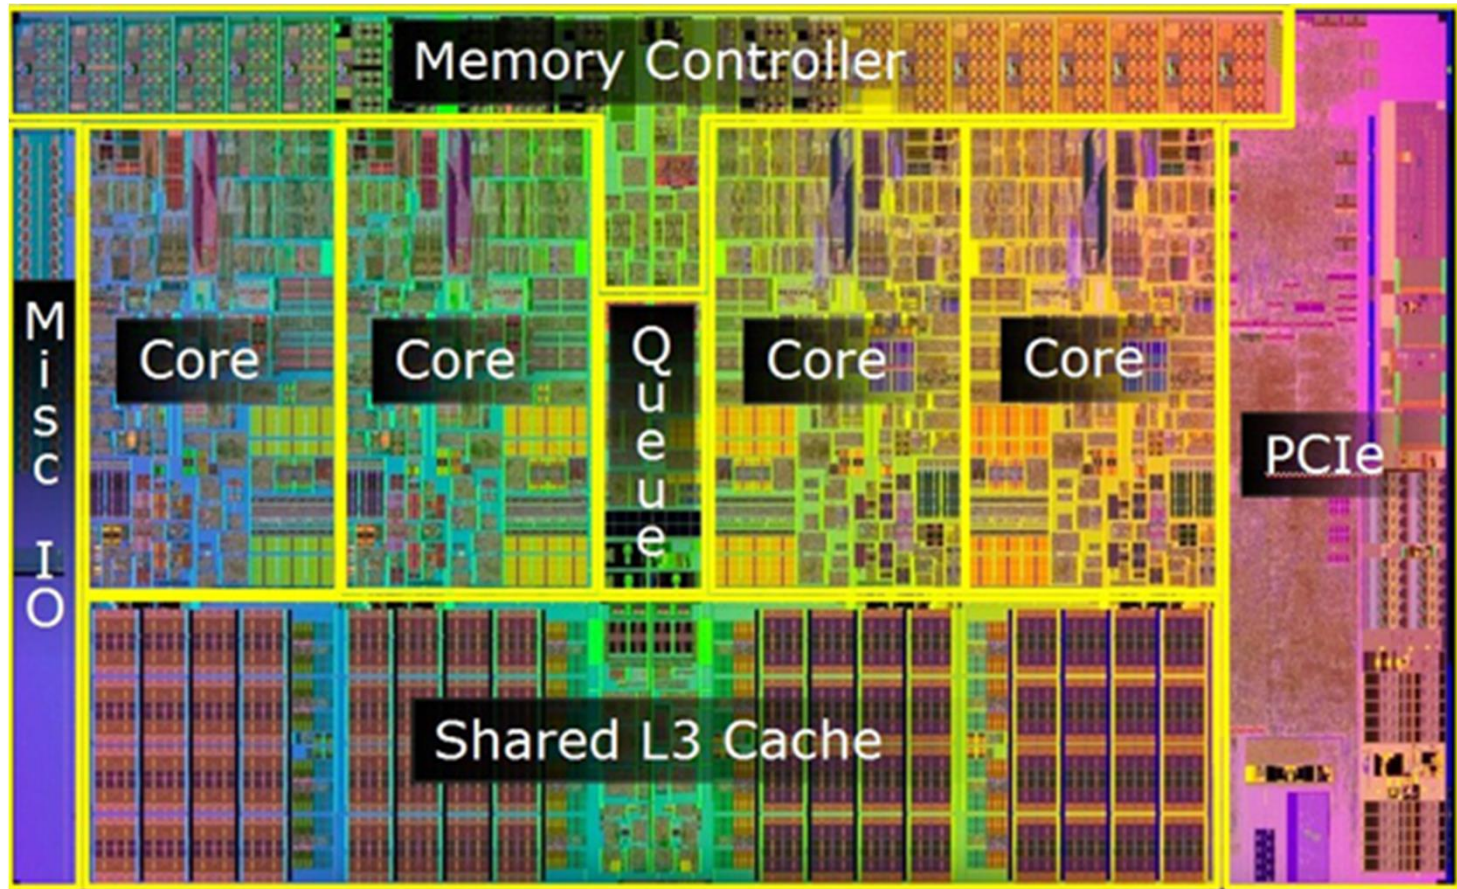 Memory Controller
Misc IO
Core
Core
Queue
Core
Core
PCIe
Shared L3 Cache